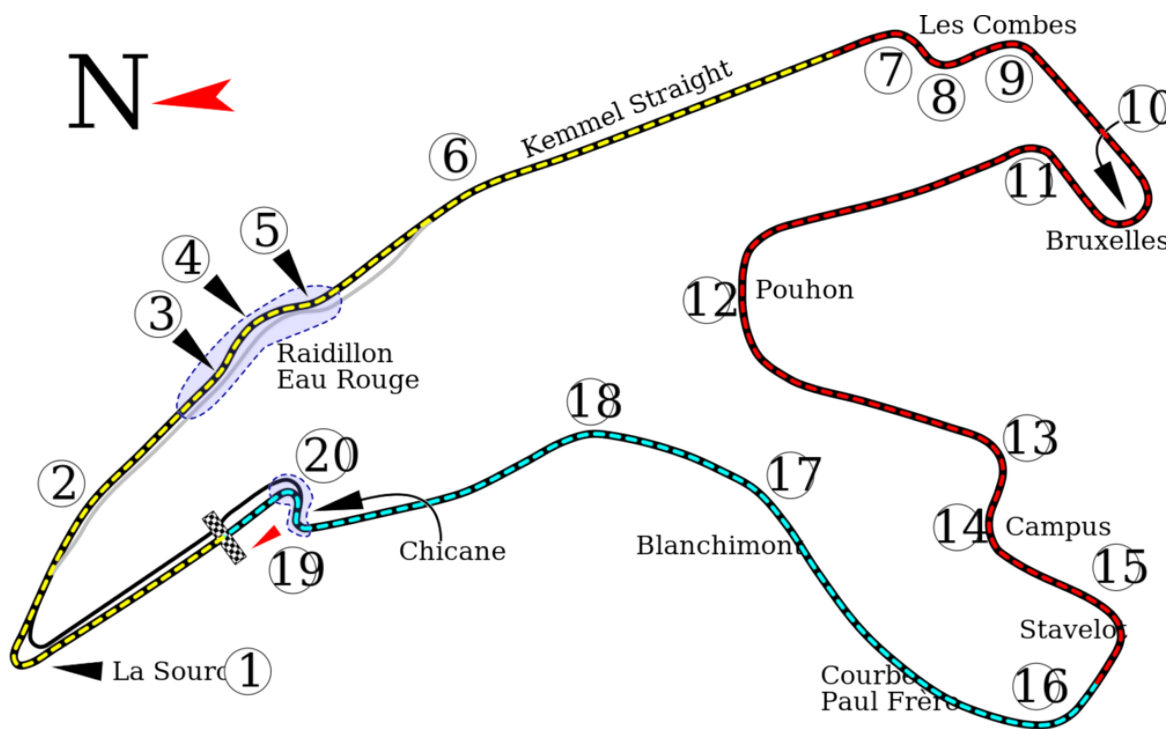 N
Les Combes
7
8
9
10
Kemmel Straight
6
11
Bruxelles
5
4
3
12
Pouhon
Raidillon
Eau Rouge
18
13
2
20
17
14
Campus
Chicane
Blanchimont
15
19
Stavelot
La Source
1
Courbe
Paul Frère
16